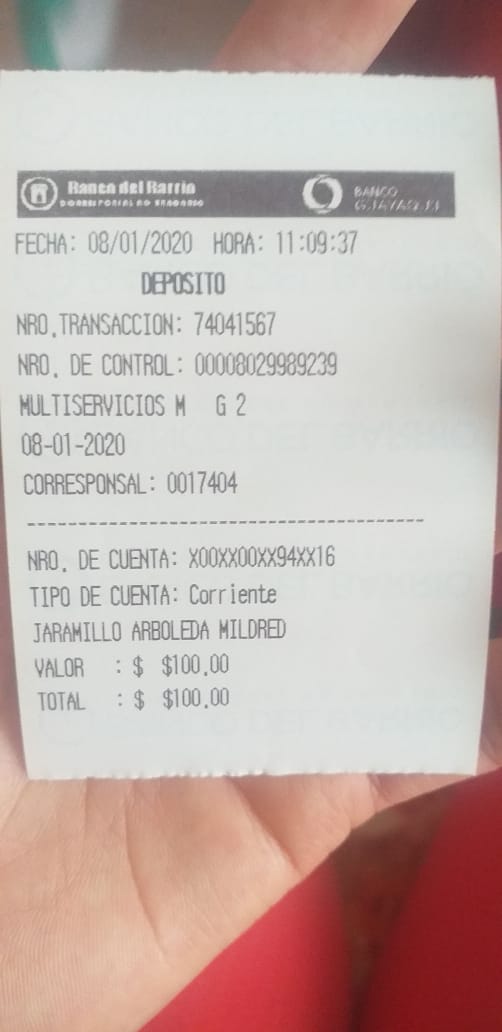 Banco del Barrio
CORRESPONSAL NO BANCARIO
BANCO
GUAYAQUIL
FECHA: 08/01/2020 HORA: 11:09:37
DEPOSITO
NRO.TRANSACCION: 74041567
NRO. DE CONTROL: 00008029989239
MULTISERVICIOS M G 2
08-01-2020
CORRESPONSAL: 0017404
----------------------------------------
NRO. DE CUENTA: X00XX00XX94XX16
TIPO DE CUENTA: Corriente
JARAMILLO ARBOLEDA MILDRED
VALOR : $ $100.00
TOTAL : $ $100.00